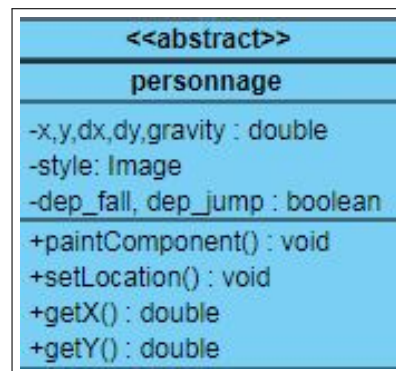 <<abstract>>
personnage
-x,y,dx,dy,gravity : double
-style: Image
-dep_fall, dep_jump : boolean
+paintComponent() : void
+setLocation() : void
+getX() : double
+getY() : double